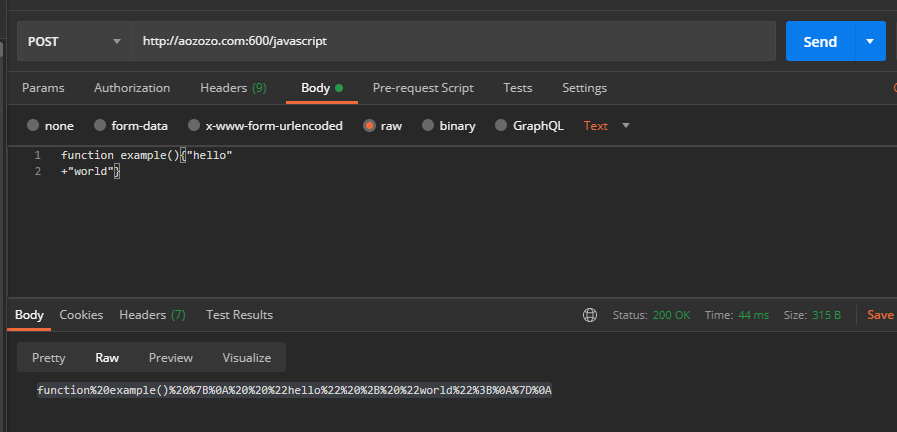 POST http://aozozo.com:600/javascript Send
Params Authorization Headers (9) Body Pre-request Script Tests Settings
none form-data x-www-form-urlencoded raw binary GraphQL Text
1 function example(){"hello"
2 +"world"}
Body Cookies Headers (7) Test Results Status: 200 OK Time: 44 ms Size: 315 B Save
Pretty Raw Preview Visualize
function%20example()%20%7B%0A%20%20%22hello%22%20%2B%20%22world%22%3B%0A%7D%0A